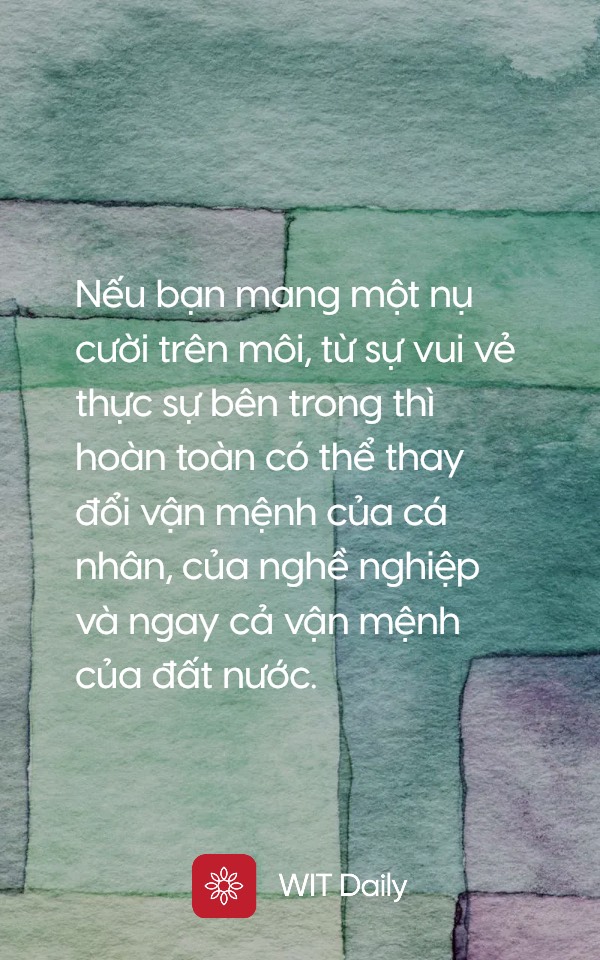 Nếu bạn mang một nụ
cười trên môi, từ sự vui vẻ
thực sự bên trong thì
hoàn toàn có thể thay
đổi vận mệnh của cá
nhân, của nghề nghiệp
và ngay cả vận mệnh
của đất nước.
WIT Daily